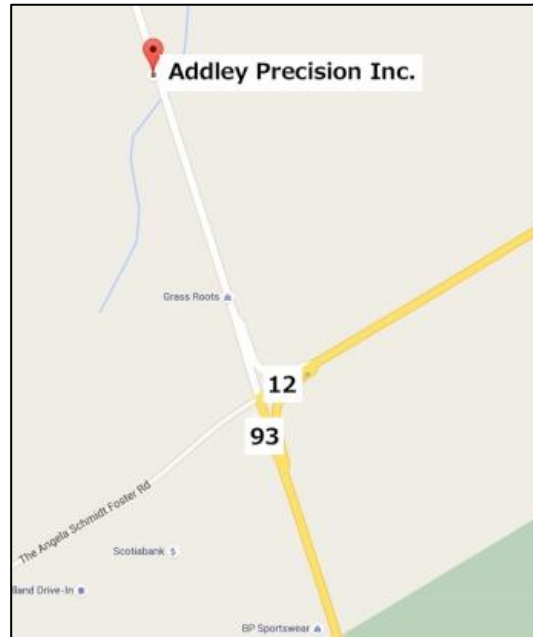 Addley Precision Inc.
Grass Roots
12
93
The Angela Schmidt Foster Rd
Scotiabank
lland Drive-In
BP Sportswear